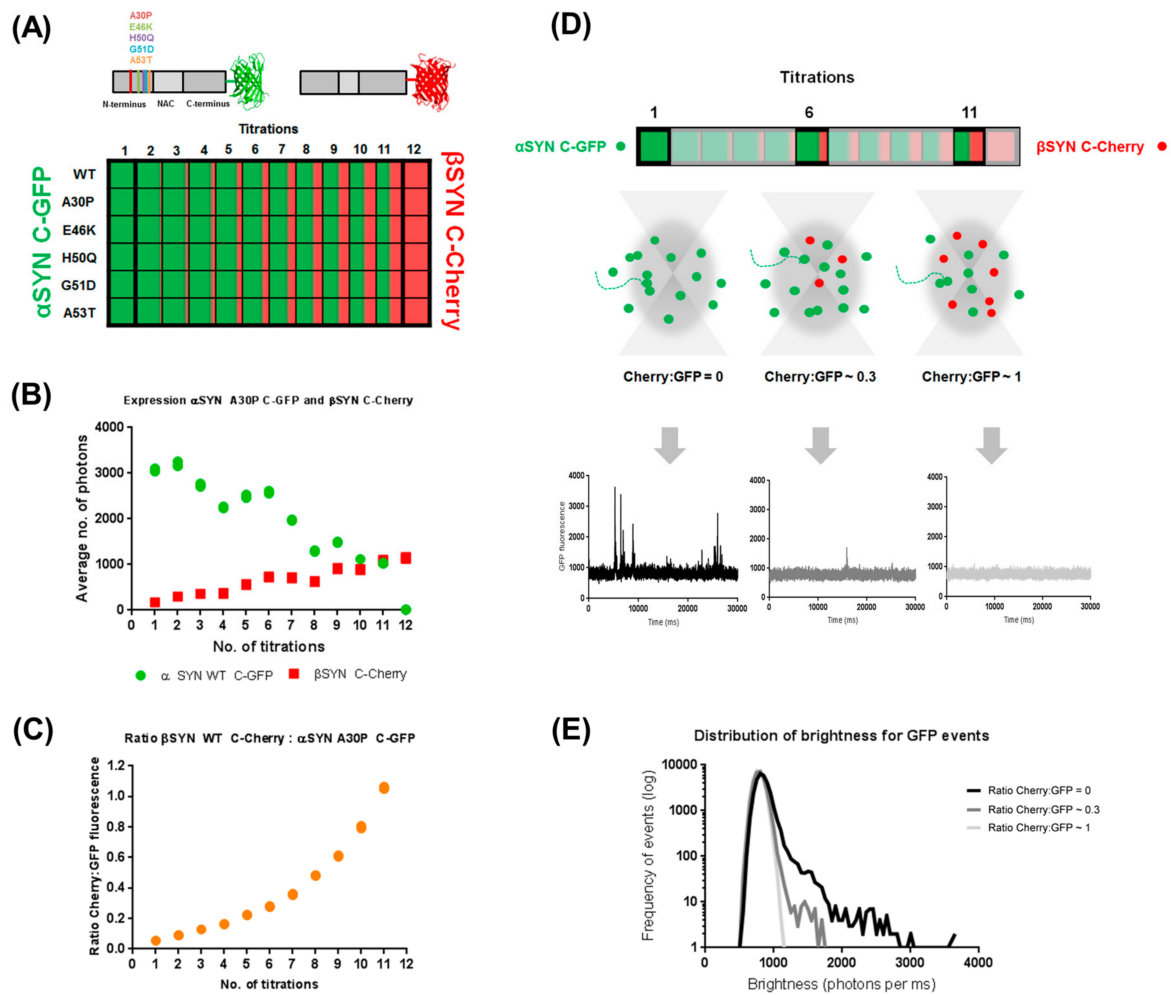 (A)
A30P
E46K
H50Q
G51D
A53T
N-terminus NAC C-terminus
Titrations
1 2 3 4 5 6 7 8 9 10 11 12
αSYN C-GFP
WT
A30P
E46K
H50Q
G51D
A53T
βSYN C-Cherry
(B)
Expression αSYN A30P C-GFP and βSYN C-Cherry
Average no. of photons
4000
3000
2000
1000
0
0 1 2 3 4 5 6 7 8 9 10 11 12
No. of titrations
α SYN WT C-GFP βSYN C-Cherry
(C)
Ratio βSYN WT C-Cherry : αSYN A30P C-GFP
Ratio Cherry:GFP fluorescence
1.2
1.0
0.8
0.6
0.4
0.2
0.0
0 1 2 3 4 5 6 7 8 9 10 11 12
No. of titrations
(D)
Titrations
1 6 11
αSYN C-GFP
βSYN C-Cherry
Cherry:GFP = 0 Cherry:GFP ~ 0.3 Cherry:GFP ~ 1
GFP fluorescence
4000
3000
2000
1000
0
0 10000 20000 30000
Time (ms)
4000
3000
2000
1000
0
0 10000 20000 30000
Time (ms)
4000
3000
2000
1000
0
0 10000 20000 30000
Time (ms)
(E)
Distribution of brightness for GFP events
Frequency of events (log)
10000
1000
100
10
1
0 1000 2000 3000 4000
Brightness (photons per ms)
Ratio Cherry:GFP = 0
Ratio Cherry:GFP ~ 0.3
Ratio Cherry:GFP ~ 1